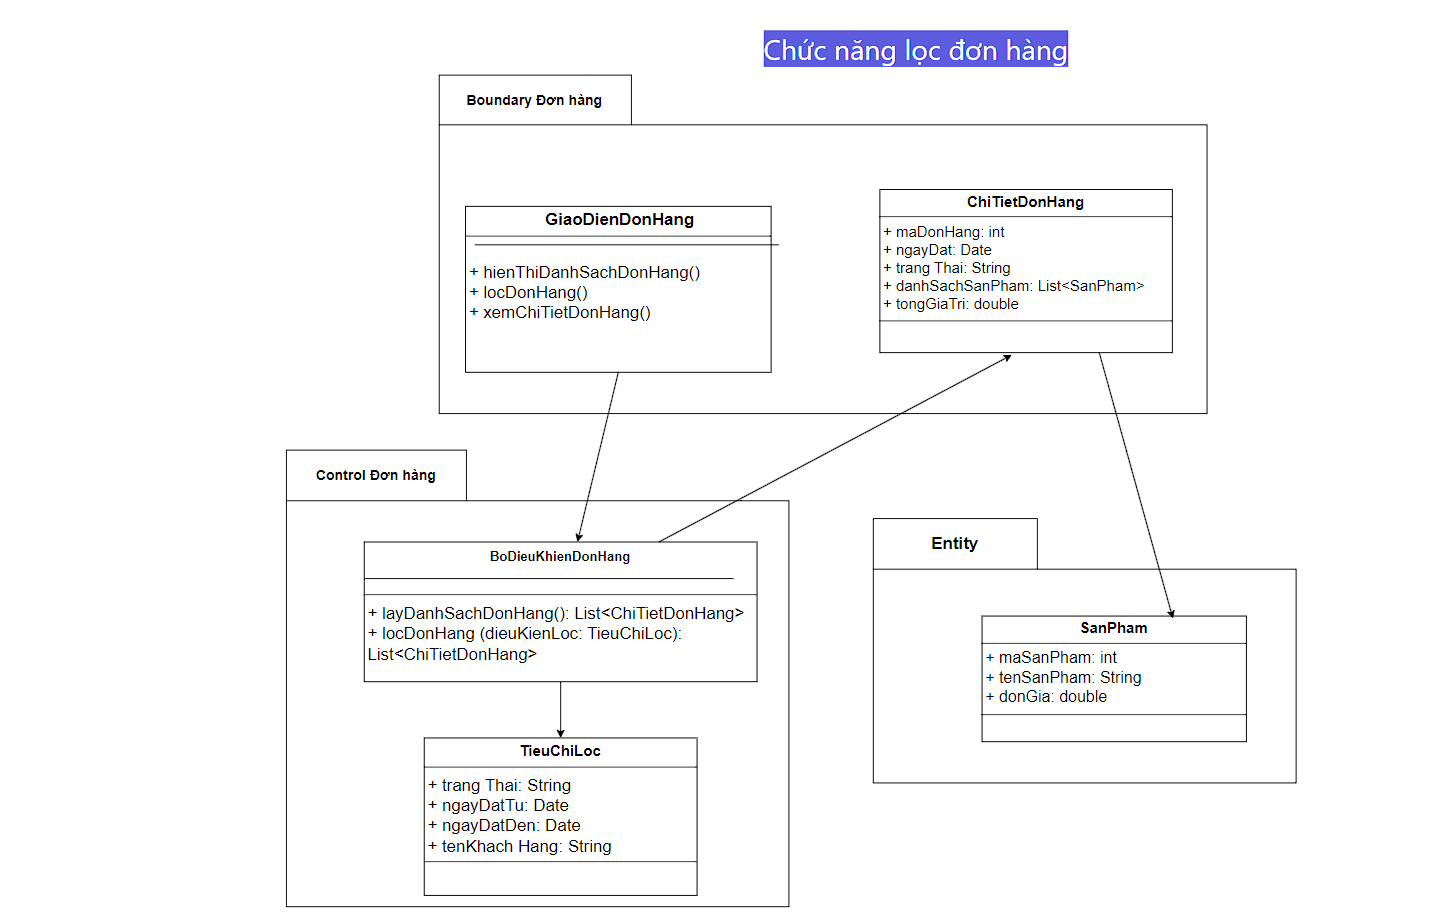 Chức năng lọc đơn hàng
Boundary Đơn hàng
GiaoDienDonHang
+ hienThiDanhSachDonHang()
+ locDonHang()
+ xemChiTietDonHang()
ChiTietDonHang
+ maDonHang: int
+ ngayDat: Date
+ trang Thai: String
+ danhSachSanPham: List<SanPham>
+ tongGiaTri: double
Control Đơn hàng
BoDieuKhienDonHang
+ layDanhSachDonHang(): List<ChiTietDonHang>
+ locDonHang (dieuKienLoc: TieuChiLoc):
List<ChiTietDonHang>
TieuChiLoc
+ trang Thai: String
+ ngayDatTu: Date
+ ngayDatDen: Date
+ tenKhach Hang: String
Entity
SanPham
+ maSanPham: int
+ tenSanPham: String
+ donGia: double